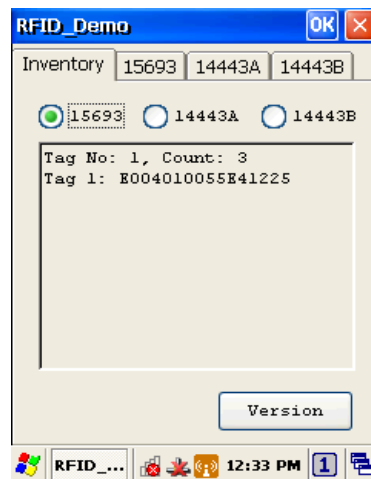 RFID_Demo OK
Inventory 15693 14443A 14443B
15693 14443A 14443B
Tag No: 1, Count: 3
Tag 1: E004010055E41225
Version
RFID_... 12:33 PM 1